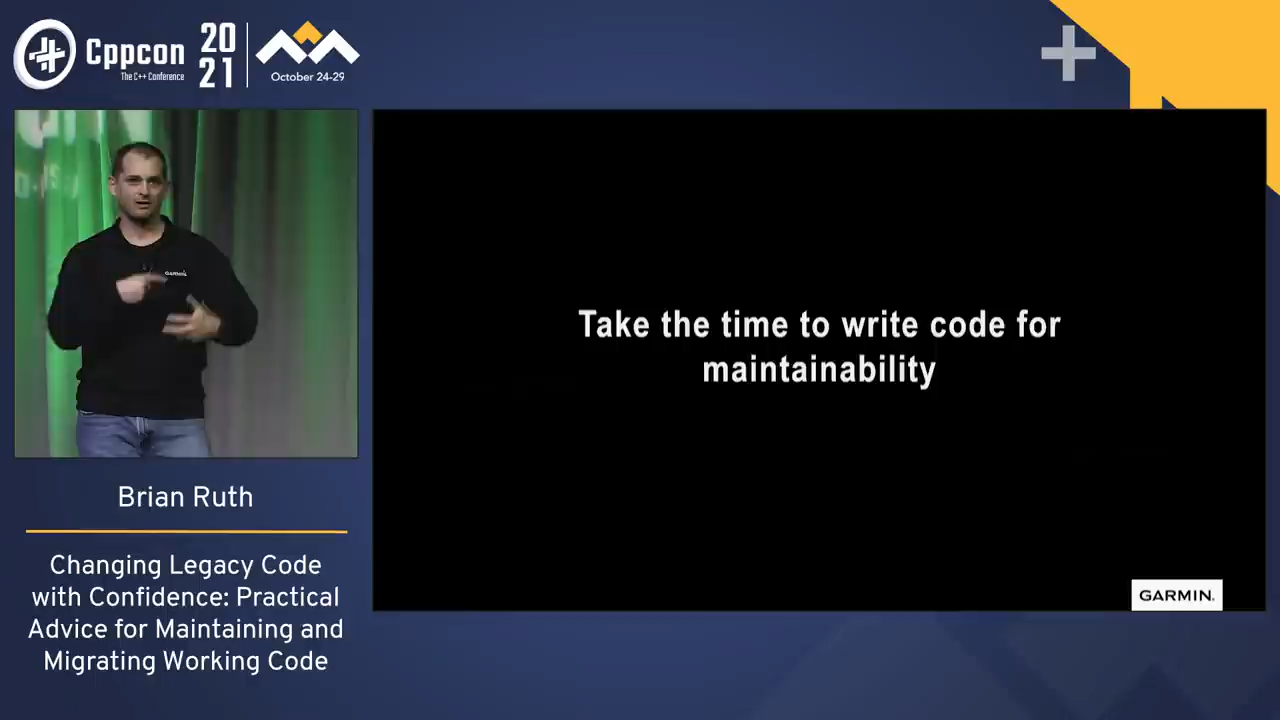 Cppcon
The C++ Conference
20
21
October 24-29
GARMIN
Take the time to write code for
maintainability
GARMIN.
Brian Ruth
Changing Legacy Code
with Confidence: Practical
Advice for Maintaining and
Migrating Working Code